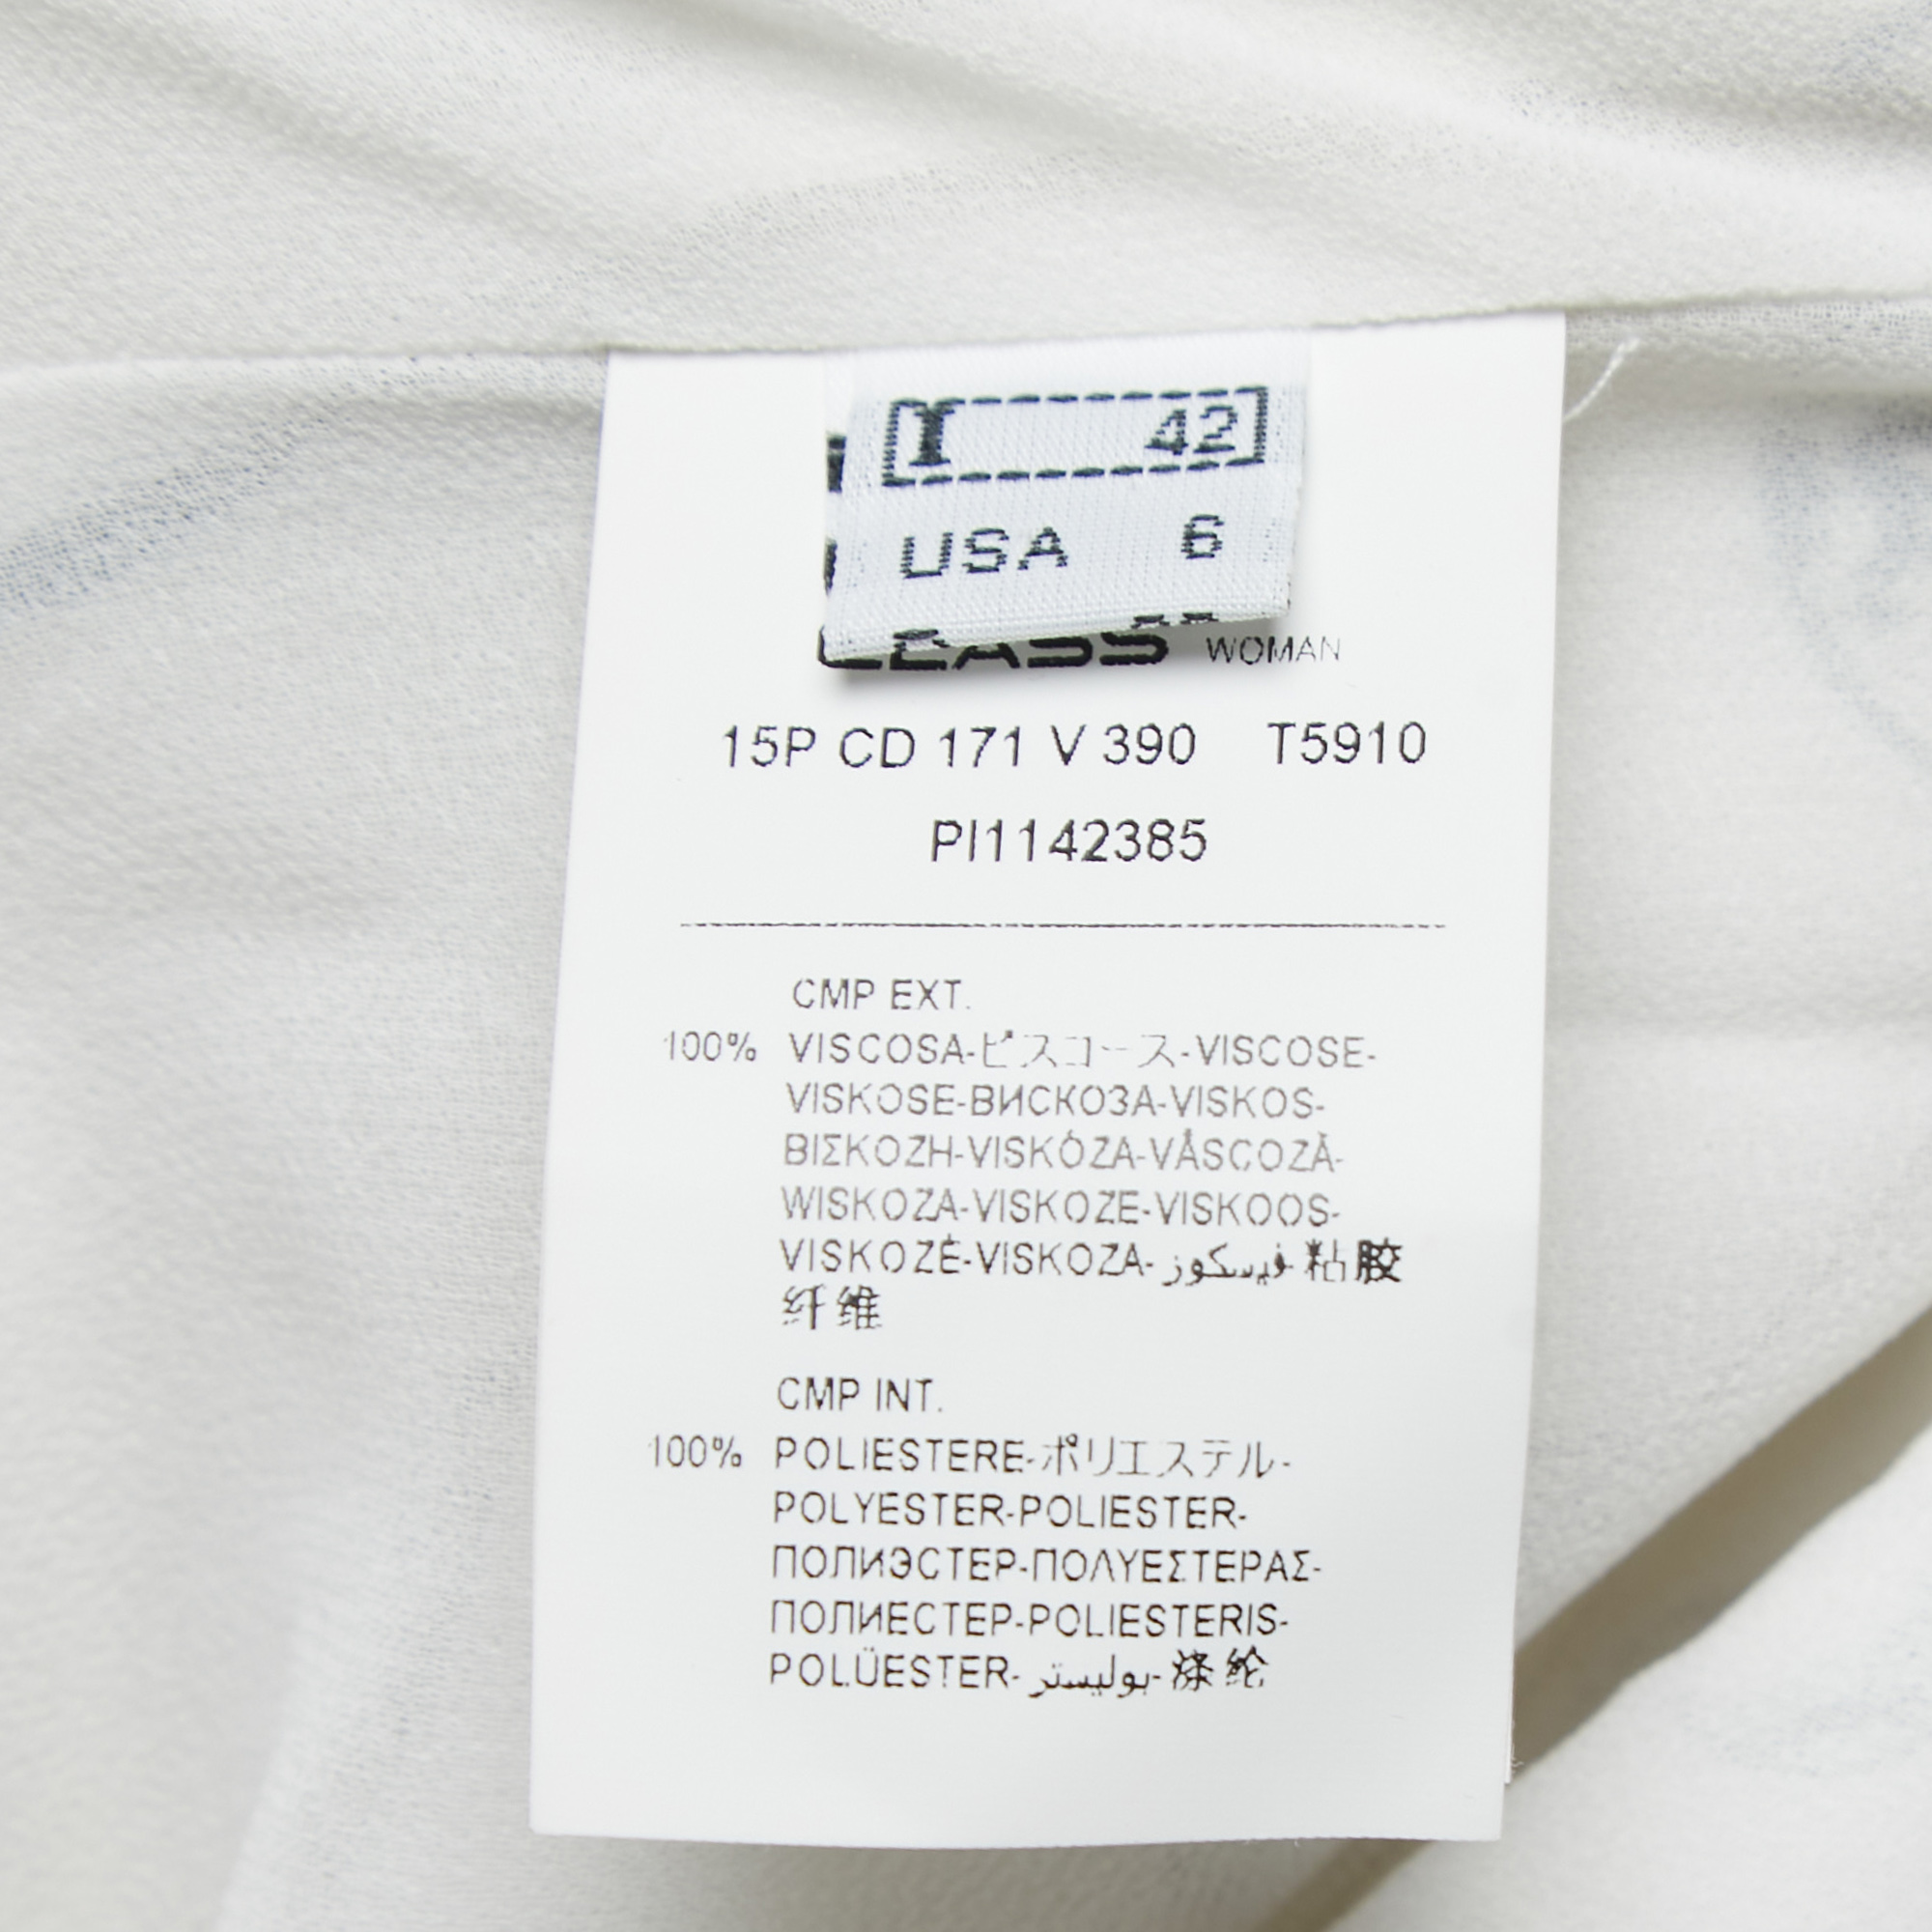 I 42
USA 6
CLASS WOMAN
15P CD 171 V 390 T5910
PI1142385
CMP EXT.
100% VISCOSA-ビスコース-VISCOSE-
VISKOSE-ВИСКОЗА-VISKOS-
ΒΙΣΚΟΖΗ-VISKÓZA-VÂSCOZĂ-
WISKOZA-VISKOZE-VISKOOS-
VISKOZĖ-VISKOZA-فيسكوز 粘胶
纤维
CMP INT.
100% POLIESTERE-ポリエステル-
POLYESTER-POLIESTER-
ПОЛИЭСТЕР-ΠΟΛΥΕΣΤΕΡΑΣ-
ПОЛИЕСТЕР-POLIESTERIS-
POLÜESTER-بوليستر-涤纶